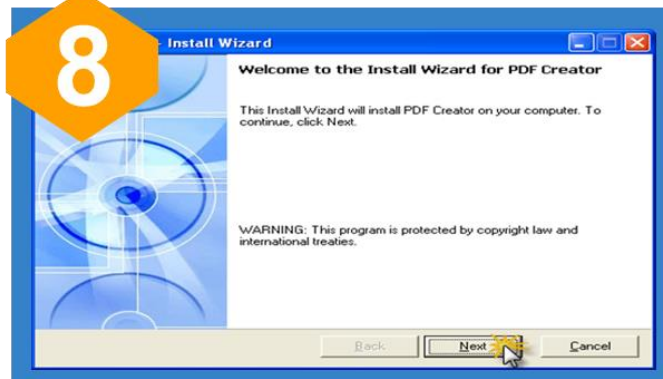 8
- Install Wizard
Welcome to the Install Wizard for PDF Creator
This Install Wizard will install PDF Creator on your computer. To
continue, click Next.
WARNING: This program is protected by copyright law and
international treaties.
Back
Next
Cancel